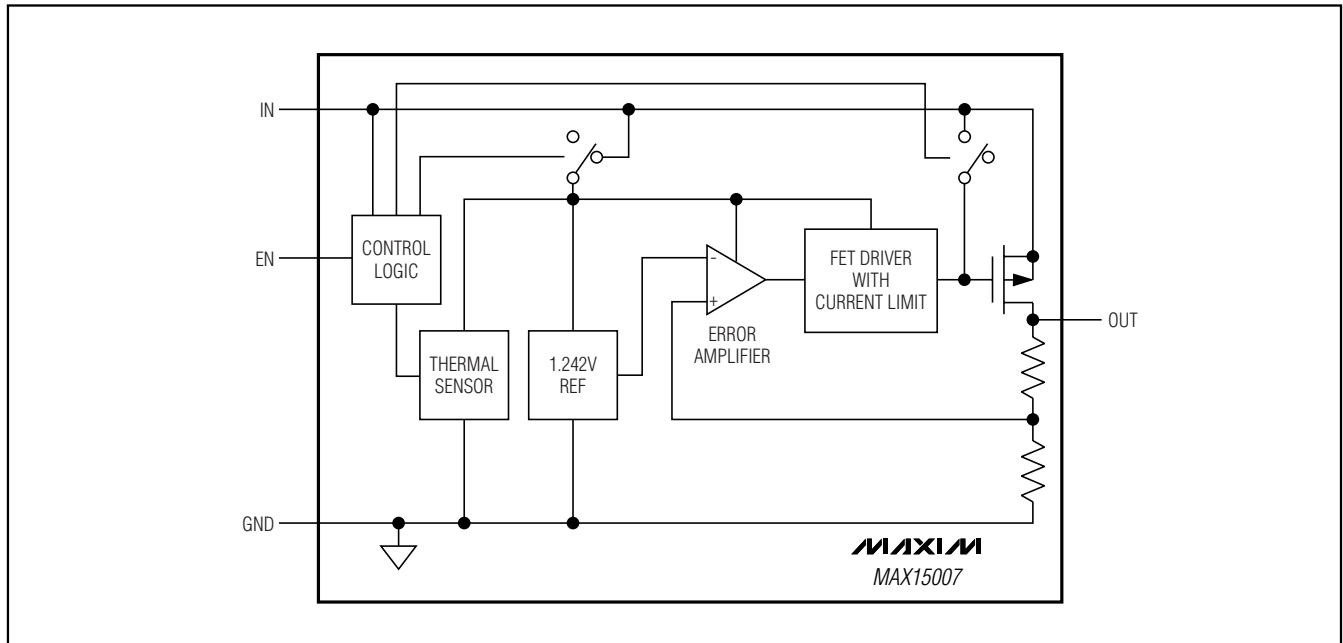 IN
EN
CONTROL
LOGIC
-
+
ERROR
AMPLIFIER
FET DRIVER
WITH
CURRENT LIMIT
OUT
THERMAL
SENSOR
1.242V
REF
GND
MAXIM
MAX15007